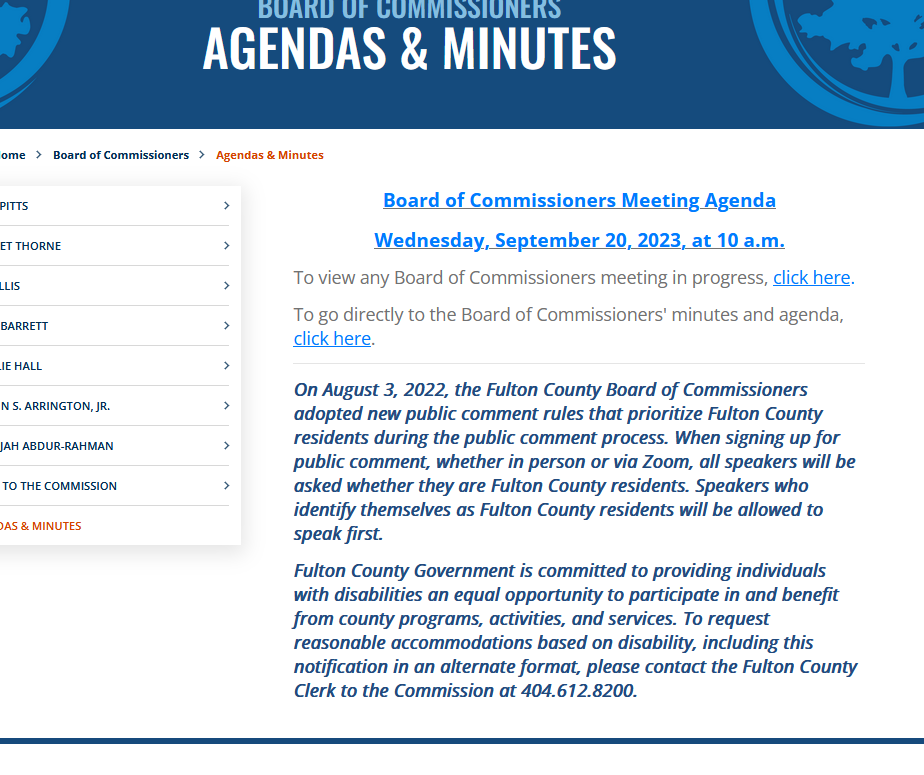 BOARD OF COMMISSIONERS
AGENDAS & MINUTES
ome > Board of Commissioners > Agendas & Minutes
PITTS
ET THORNE
LLIS
BARRETT
IE HALL
N S. ARRINGTON, JR.
JAH ABDUR-RAHMAN
TO THE COMMISSION
DAS & MINUTES
Board of Commissioners Meeting Agenda
Wednesday, September 20, 2023, at 10 a.m.
To view any Board of Commissioners meeting in progress, click here.
To go directly to the Board of Commissioners' minutes and agenda,
click here.
On August 3, 2022, the Fulton County Board of Commissioners
adopted new public comment rules that prioritize Fulton County
residents during the public comment process. When signing up for
public comment, whether in person or via Zoom, all speakers will be
asked whether they are Fulton County residents. Speakers who
identify themselves as Fulton County residents will be allowed to
speak first.
Fulton County Government is committed to providing individuals
with disabilities an equal opportunity to participate in and benefit
from county programs, activities, and services. To request
reasonable accommodations based on disability, including this
notification in an alternate format, please contact the Fulton County
Clerk to the Commission at 404.612.8200.